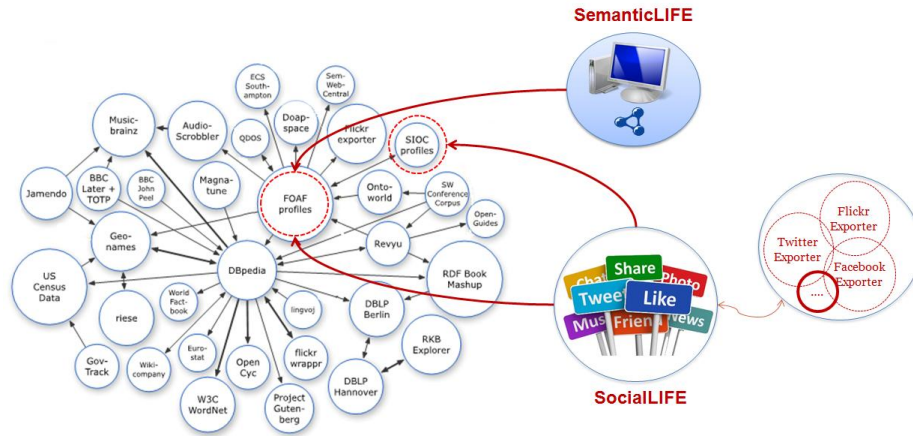 SemanticLIFE
ECS
South-
ampton
Sem-
Web-
Central
Music-
brainz
Audio-
Scrobbler
QDOS
Doap-
space
Flickr
exporter
SIOC
profiles
BBC
Later +
TOTP
BBC
John
Peel
Jamendo
Magna-
tune
FOAF
profiles
Onto-
world
SW
Conference
Corpus
Open-
Guides
Geo-
names
Revyu
US
Census
Data
DBpedia
RDF Book
Mashup
riese
World
Fact-
book
lingvoj
DBLP
Berlin
Gov-
Track
Wiki-
company
Euro-
stat
Open
Cyc
flickr
wrappr
RKB
Explorer
W3C
WordNet
Project
Guten-
berg
DBLP
Hannover
Share
Photo
Tweet
Like
Friend
News
SocialLIFE
Flickr
Exporter
Twitter
Exporter
Facebook
Exporter
....